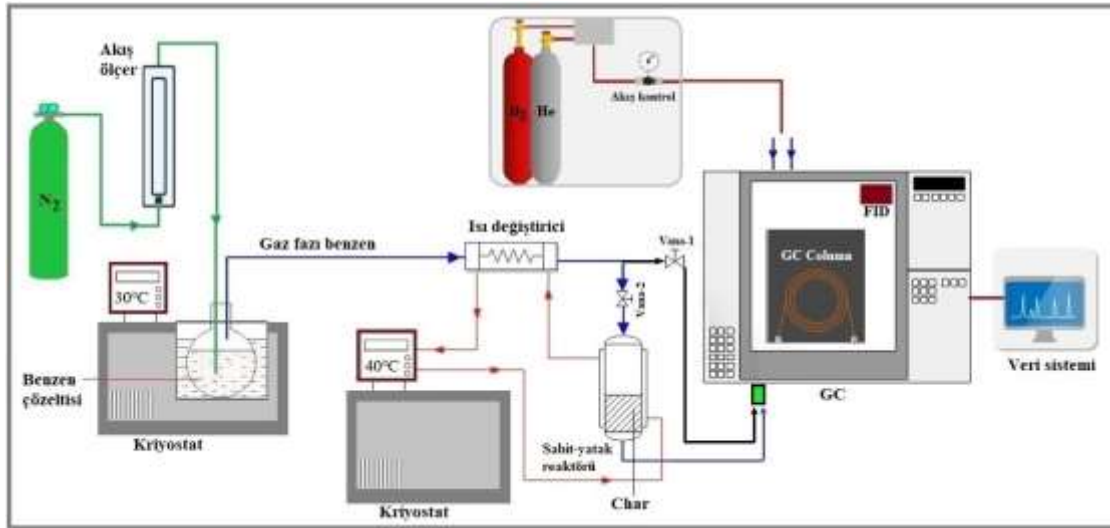 Akış
ölçer
N2
H2
He
Akış kontrol
30°C
Gaz fazı benzen
Isı değiştirici
Vana-1
Vana-2
FID
GC Column
Veri sistemi
GC
40°C
Benzen
çözeltisi
Kriyostat
Sabit-yatak
reaktörü
Char
Kriyostat